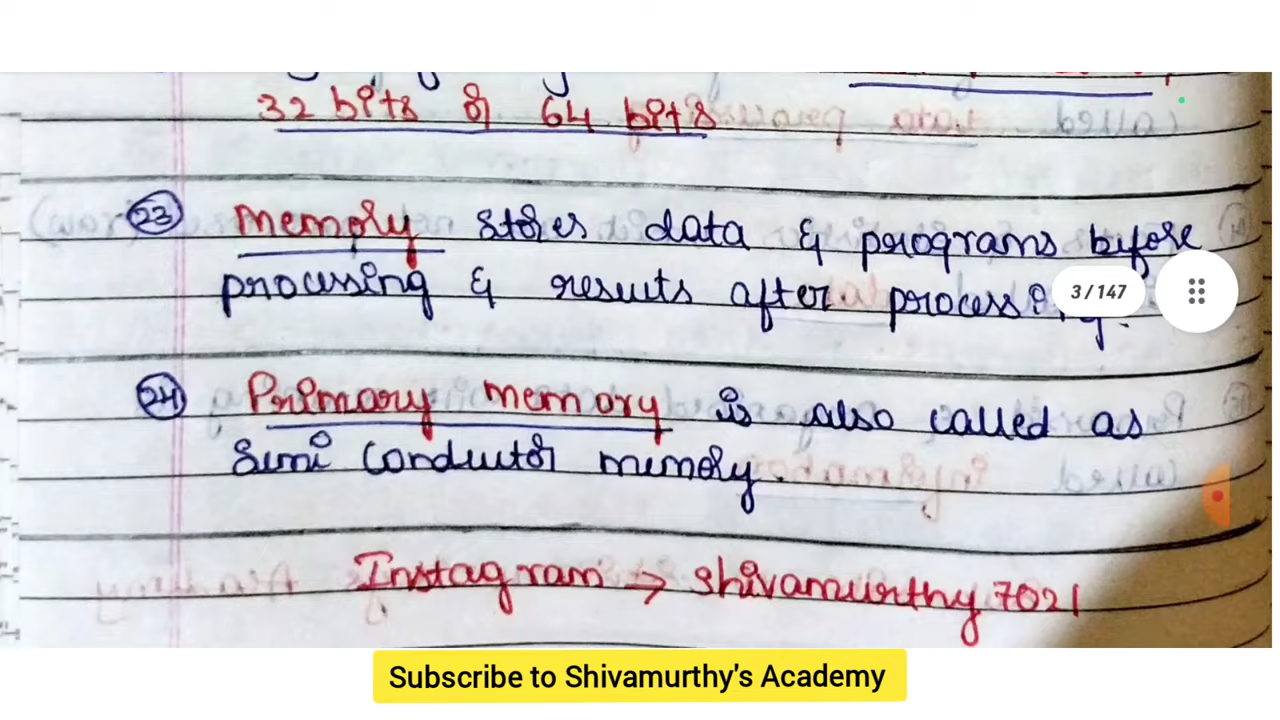 32 bits or 64 bits
23 Memory stores data & programs before
processing & results after processing.
3/147
24 Primary memory is also called as
Semi conductor memory.
Instagram → shivamurthy7021
Subscribe to Shivamurthy's Academy